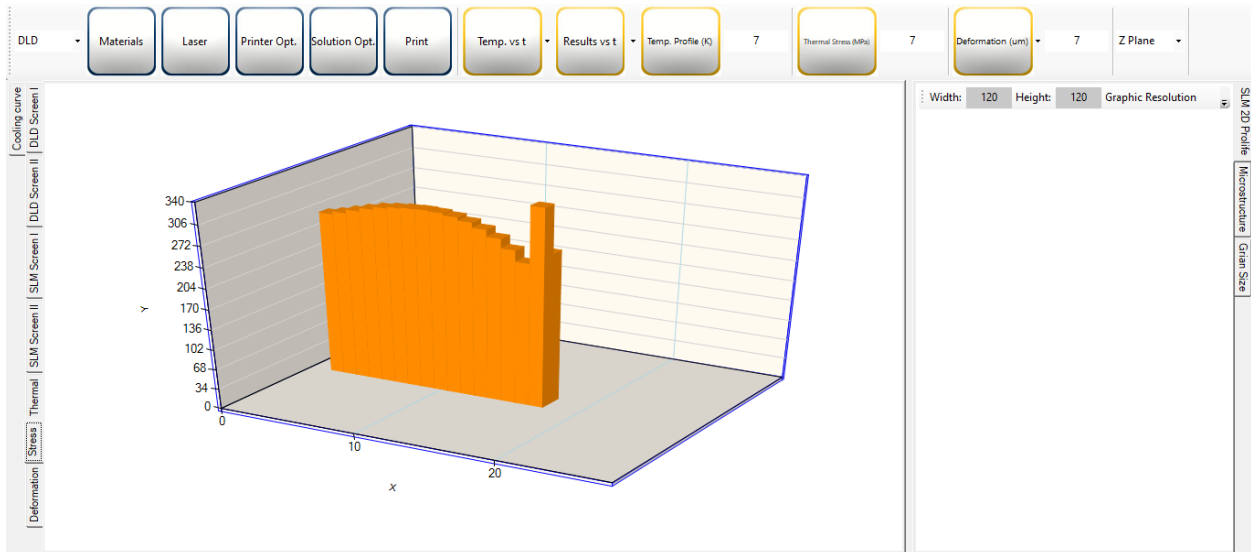 DLD
Materials
Laser
Printer Opt.
Solution Opt.
Print
Temp. vs t
Results vs t
Temp. Profile (K)
7
Thermal Stress (MPa)
7
Deformation (um)
7
Z Plane
Cooling curve
DLD Screen I
DLD Screen II
SLM Screen I
SLM Screen II
Thermal
Stress
Deformation
340
306
272
238
204
170
136
102
68
34
0
Y
0
10
20
X
Width: 120 Height: 120 Graphic Resolution
SLM 2D Prolife
Microstructure
Grian Size